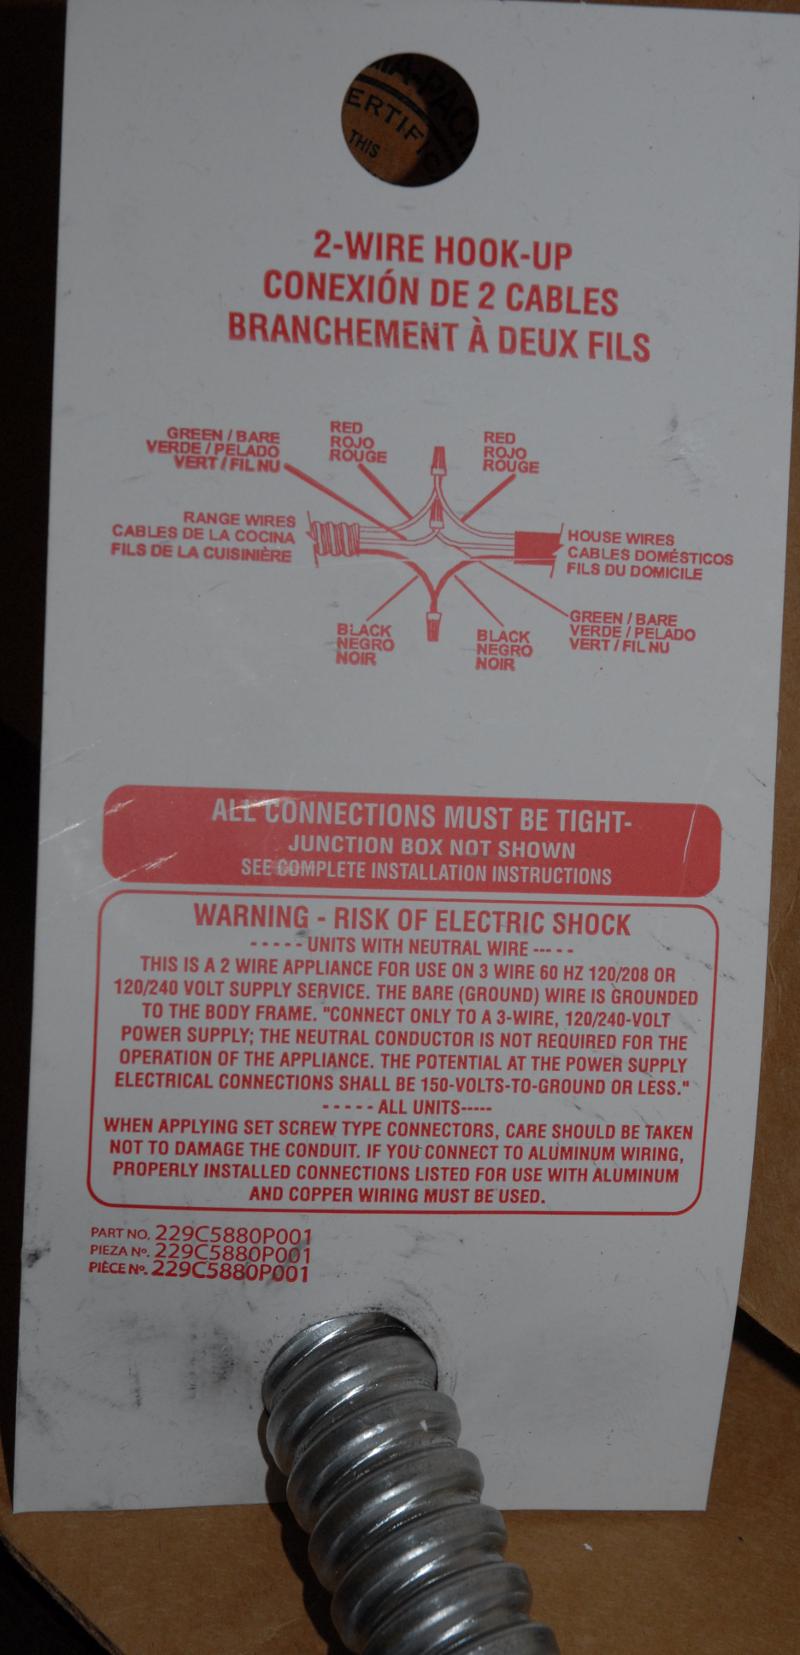 ERTIF
THIS
2-WIRE HOOK-UP
CONEXIÓN DE 2 CABLES
BRANCHEMENT À DEUX FILS
GREEN / BARE
VERDE / PELADO
VERT / FIL NU
RED
ROJO
ROUGE
RED
ROJO
ROUGE
RANGE WIRES
CABLES DE LA COCINA
FILS DE LA CUISINIÈRE
HOUSE WIRES
CABLES DOMÉSTICOS
FILS DU DOMICILE
BLACK
NEGRO
NOIR
BLACK
NEGRO
NOIR
GREEN / BARE
VERDE / PELADO
VERT / FIL NU
ALL CONNECTIONS MUST BE TIGHT-
JUNCTION BOX NOT SHOWN
SEE COMPLETE INSTALLATION INSTRUCTIONS
WARNING - RISK OF ELECTRIC SHOCK
- - - - - UNITS WITH NEUTRAL WIRE --- - -
THIS IS A 2 WIRE APPLIANCE FOR USE ON 3 WIRE 60 HZ 120/208 OR
120/240 VOLT SUPPLY SERVICE. THE BARE (GROUND) WIRE IS GROUNDED
TO THE BODY FRAME. "CONNECT ONLY TO A 3-WIRE, 120/240-VOLT
POWER SUPPLY; THE NEUTRAL CONDUCTOR IS NOT REQUIRED FOR THE
OPERATION OF THE APPLIANCE. THE POTENTIAL AT THE POWER SUPPLY
ELECTRICAL CONNECTIONS SHALL BE 150-VOLTS-TO-GROUND OR LESS."
- - - - - ALL UNITS-----
WHEN APPLYING SET SCREW TYPE CONNECTORS, CARE SHOULD BE TAKEN
NOT TO DAMAGE THE CONDUIT. IF YOU CONNECT TO ALUMINUM WIRING,
PROPERLY INSTALLED CONNECTIONS LISTED FOR USE WITH ALUMINUM
AND COPPER WIRING MUST BE USED.
PART NO. 229C5880P001
PIEZA Nº. 229C5880P001
PIÈCE Nº. 229C5880P001